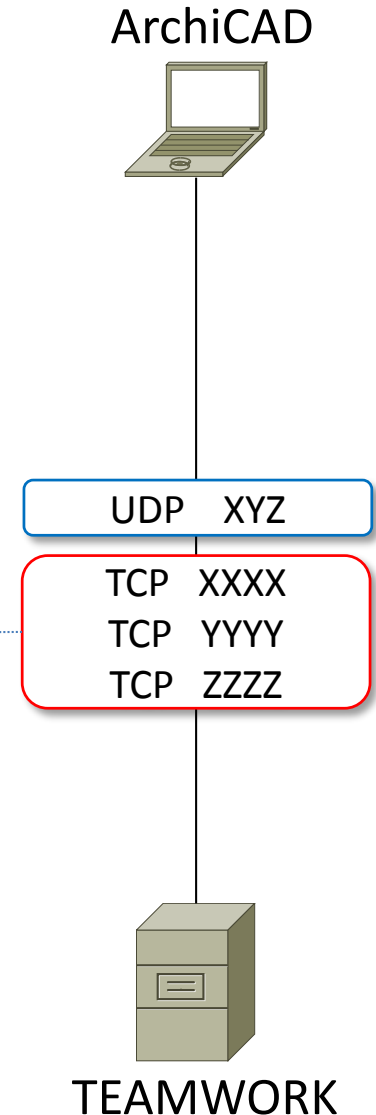 ArchiCAD
UDP XYZ
TCP XXXX
TCP YYYY
TCP ZZZZ
TEAMWORK